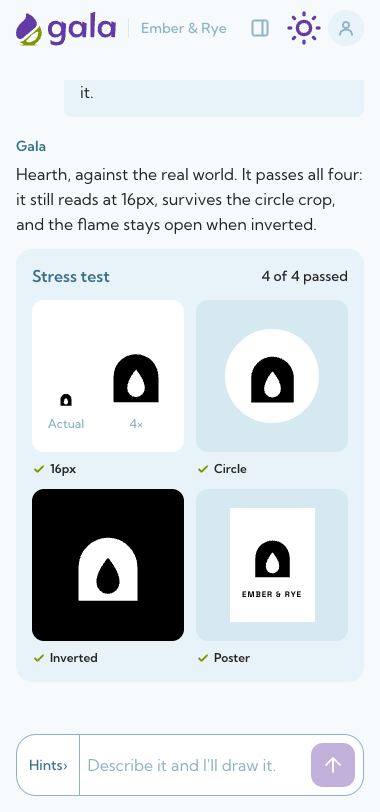 gala
Ember & Rye
it.
Gala
Hearth, against the real world. It passes all four:
it still reads at 16px, survives the circle crop,
and the flame stays open when inverted.
Stress test
4 of 4 passed
Actual
4×
16px
Circle
EMBER & RYE
Inverted
Poster
Hints›
Describe it and I'll draw it.